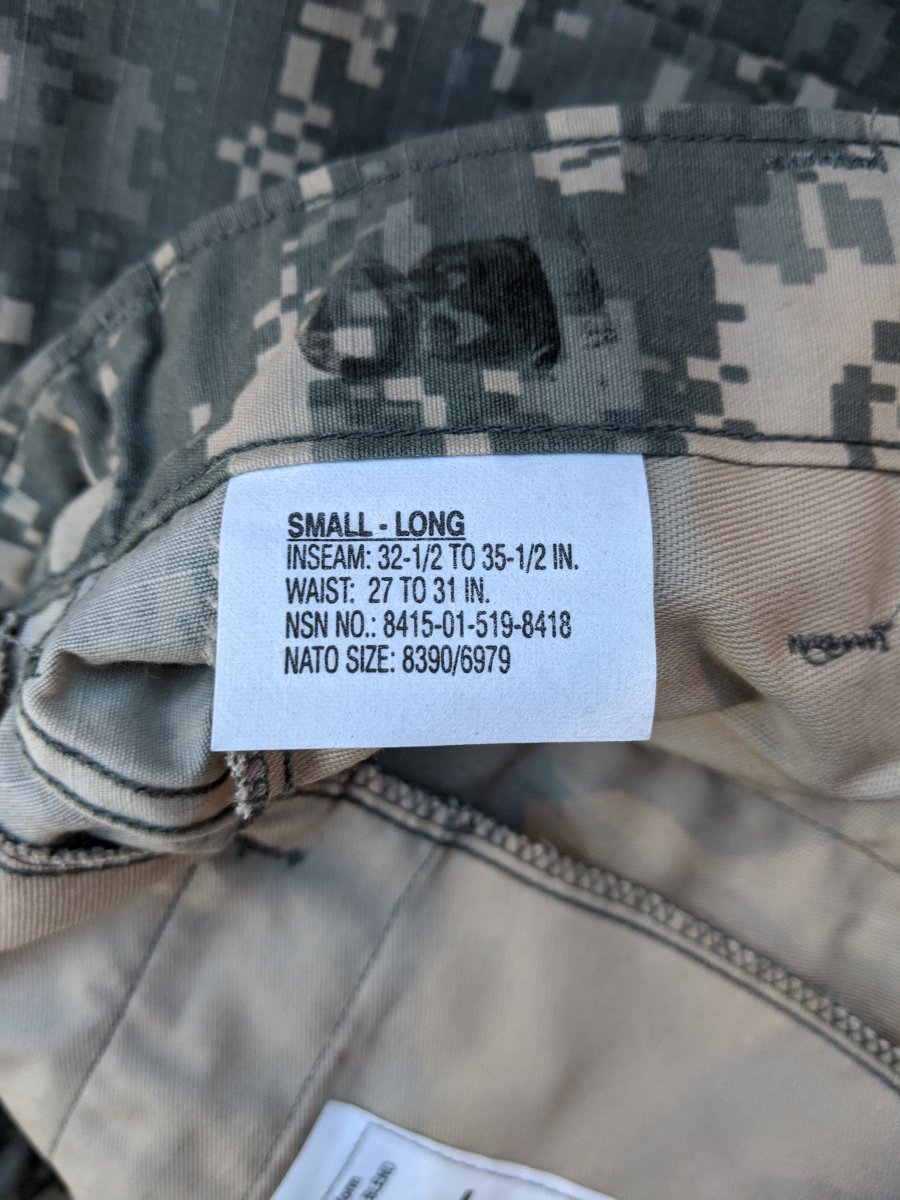 SMALL - LONG
INSEAM: 32-1/2 TO 35-1/2 IN.
WAIST: 27 TO 31 IN.
NSN NO.: 8415-01-519-8418
NATO SIZE: 8390/6979
BLEND